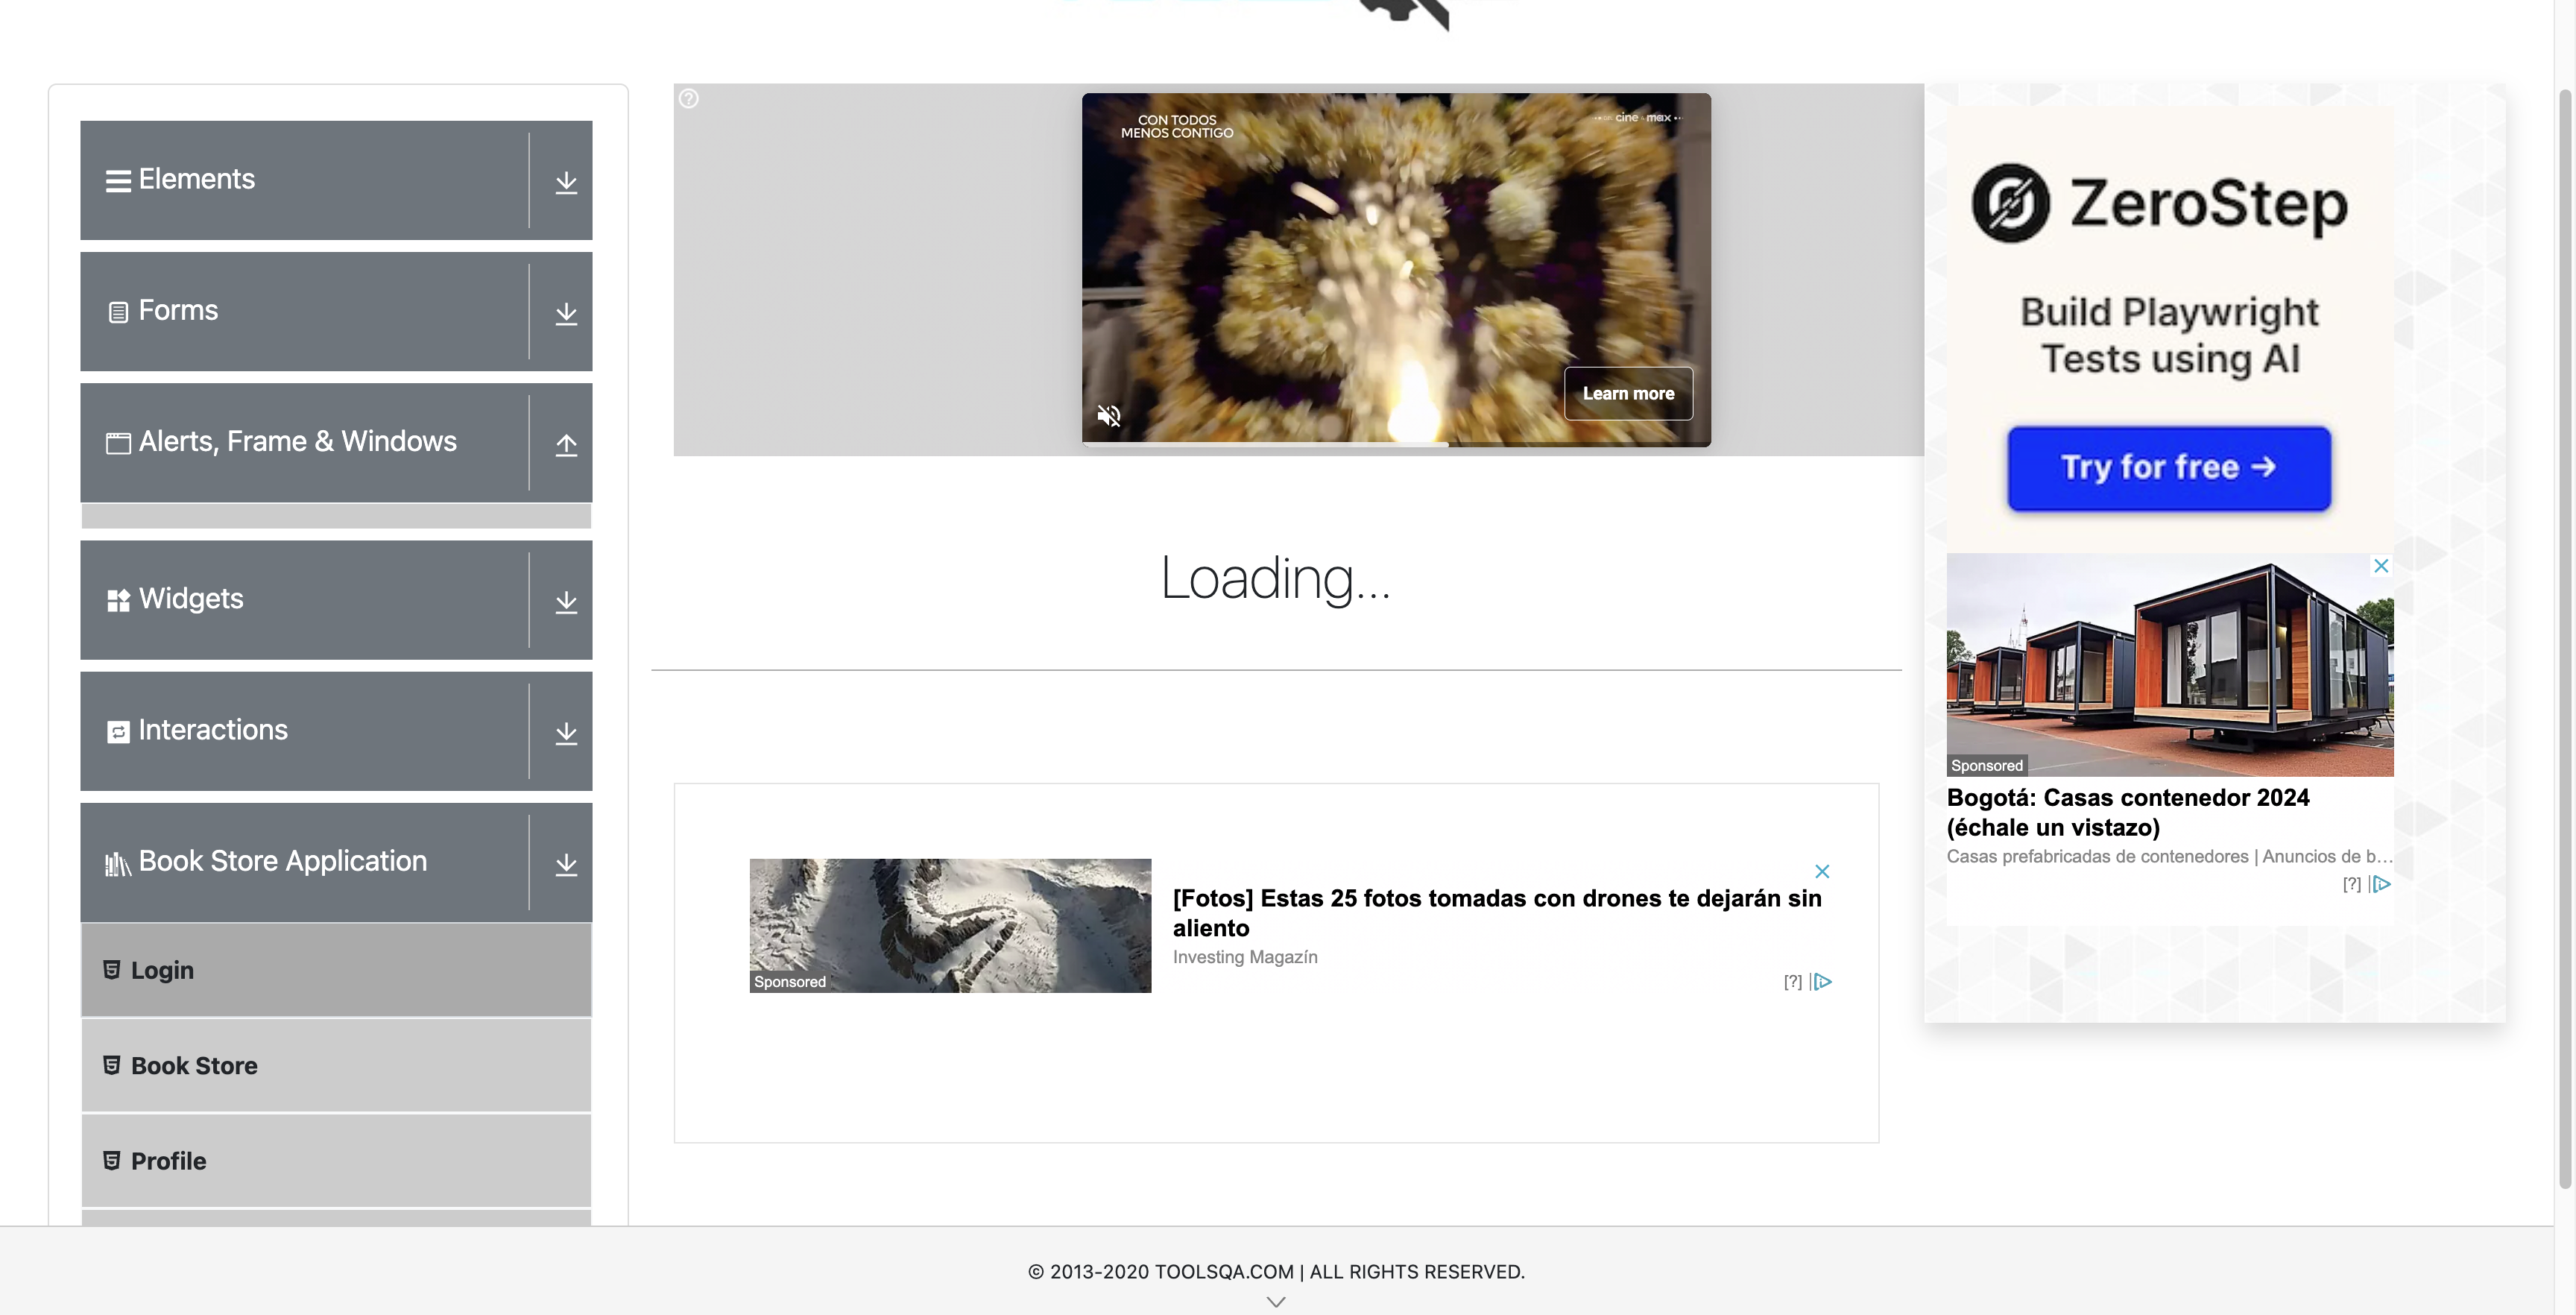 Elements
Forms
Alerts, Frame & Windows
Widgets
Interactions
Book Store Application
Login
Book Store
Profile
CON TODOS
MENOS CONTIGO
cine max
Learn more
Loading...
Sponsored
[Fotos] Estas 25 fotos tomadas con drones te dejarán sin
aliento
Investing Magazín
[?]
ZeroStep
Build Playwright
Tests using AI
Try for free →
Sponsored
Bogotá: Casas contenedor 2024
(échale un vistazo)
Casas prefabricadas de contenedores | Anuncios de b...
[?]
© 2013-2020 TOOLSQA.COM | ALL RIGHTS RESERVED.